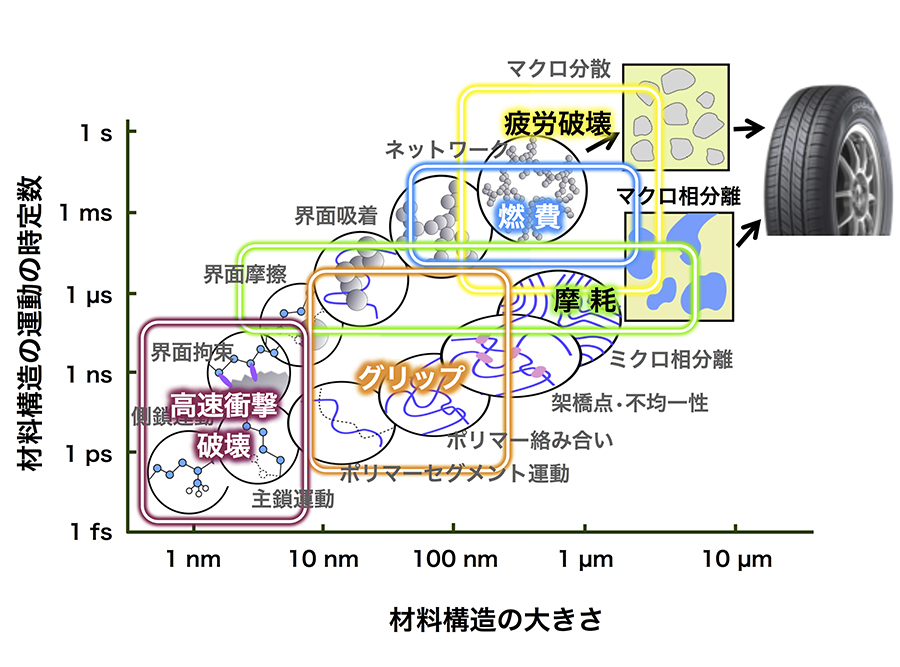 マクロ分散
疲労破壊
ネットワーク
マクロ相分離
燃 費
界面吸着
界面摩擦
摩 耗
ミクロ相分離
界面拘束
グリップ
架橋点・不均一性
高速衝撃
破壊
側鎖運動
ポリマー絡み合い
ポリマーセグメント運動
主鎖運動
材料構造の運動の時定数
1 s
1 ms
1 μs
1 ns
1 ps
1 fs
1 nm
10 nm
100 nm
1 μm
10 μm
材料構造の大きさ